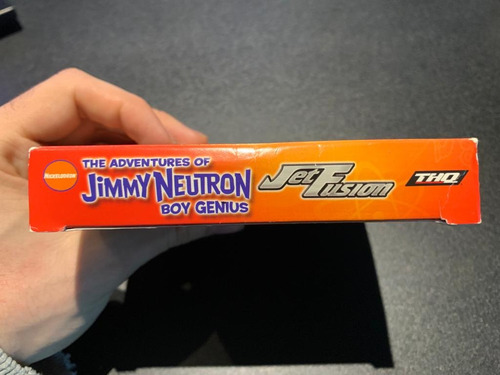 NICKELODEON
THE ADVENTURES OF
JIMMY NEUTRON
BOY GENIUS
JET FUSION
THQ